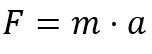 F = m · a